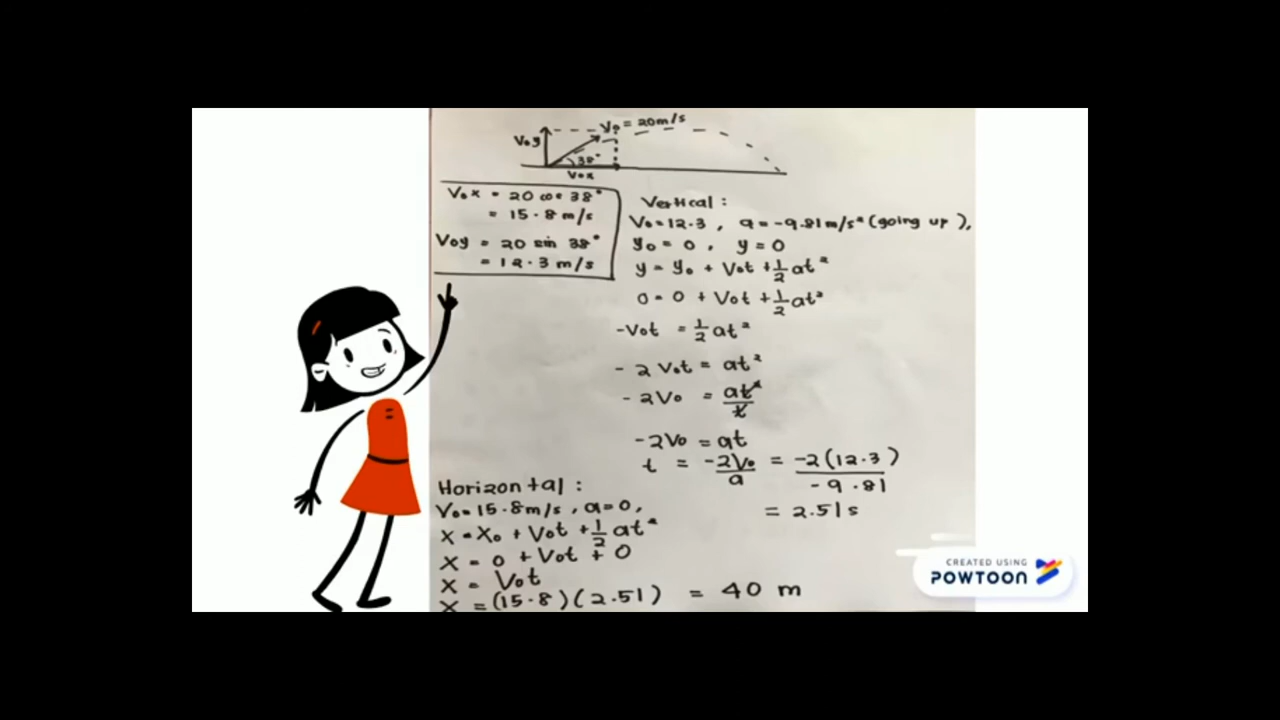 Voy
Vo = 20m/s
38°
Vox
Vox = 20 cos 38°
= 15.8 m/s
Voy = 20 sin 38°
= 12.3 m/s
Vertical :
Vo = 12.3 , a = -9.81m/s² (going up),
yo = 0 , y = 0
y = yo + Vot + 1/2 at²
0 = 0 + Vot + 1/2 at²
-Vot = 1/2 at²
- 2 Vot = at²
- 2Vo = at²/t
-2Vo = at
t = -2Vo/a = -2(12.3)/-9.81
= 2.51s
Horizontal :
Vo = 15.8m/s , a = 0,
X = Xo + Vot + 1/2 at²
X = 0 + Vot + 0
X = Vot
X = (15.8)(2.51) = 40 m
CREATED USING
POWTOON